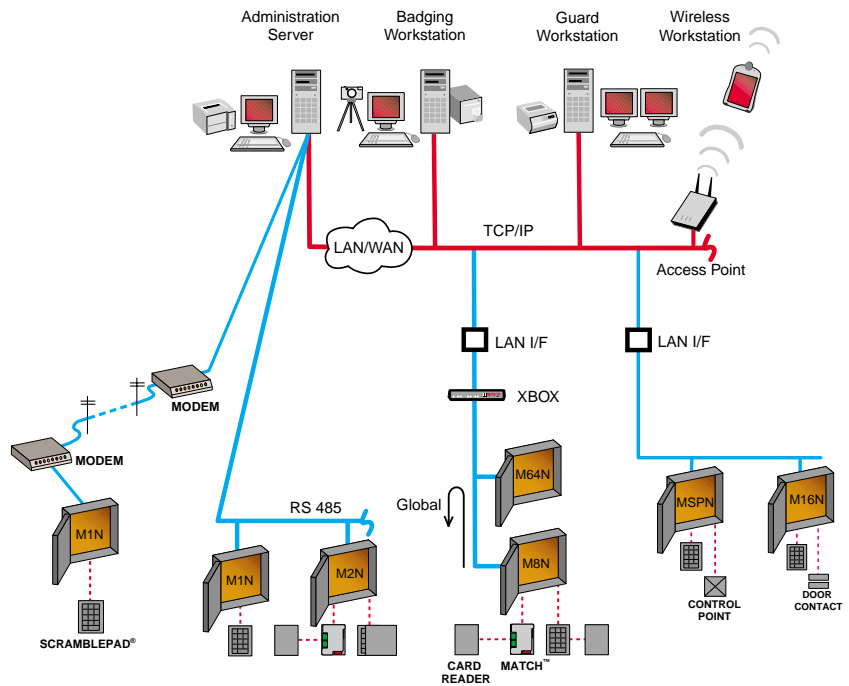 Administration
Server
Badging
Workstation
Guard
Workstation
Wireless
Workstation
TCP/IP
LAN/WAN
Access Point
LAN I/F
LAN I/F
XBOX
MODEM
MODEM
M64N
Global
RS 485
MSPN
M16N
M1N
M1N
M2N
M8N
CONTROL
POINT
DOOR
CONTACT
SCRAMBLEPAD®
CARD
READER
MATCH™